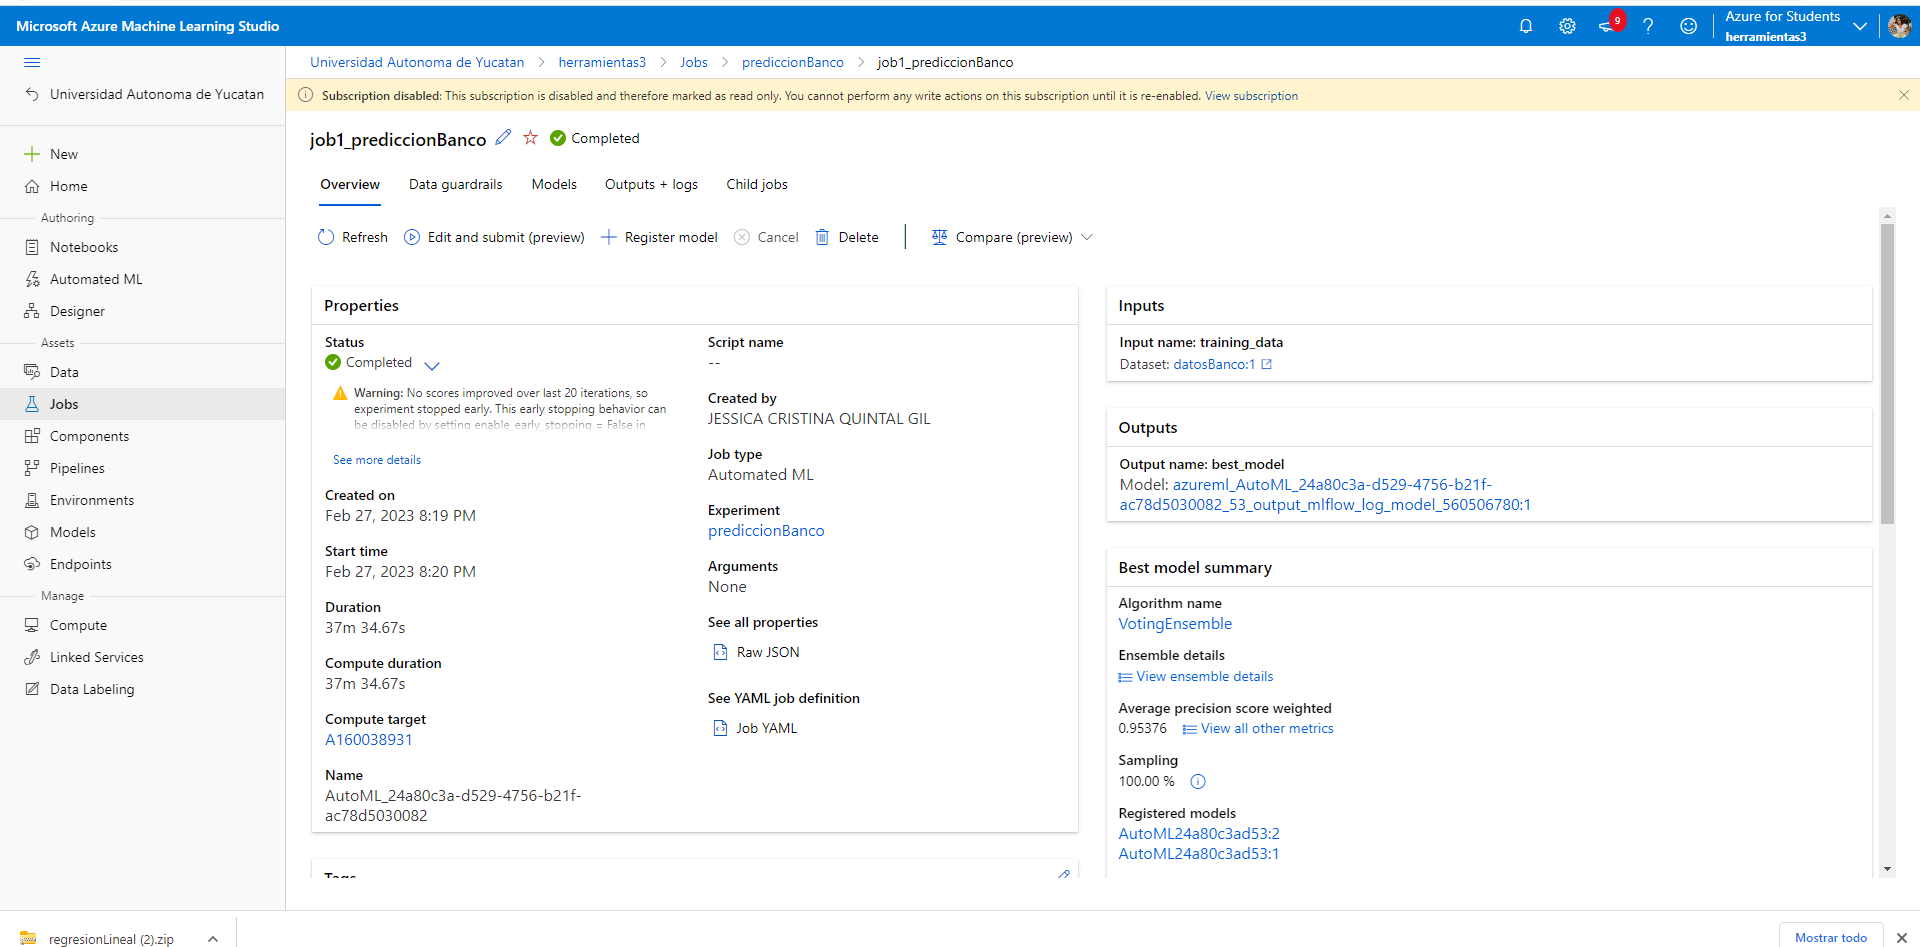 Microsoft Azure Machine Learning Studio
9
Azure for Students
herramientas3
Universidad Autonoma de Yucatan
New
Home
Authoring
Notebooks
Automated ML
Designer
Assets
Data
Jobs
Components
Pipelines
Environments
Models
Endpoints
Manage
Compute
Linked Services
Data Labeling
Universidad Autonoma de Yucatan > herramientas3 > Jobs > prediccionBanco > job1_prediccionBanco
Subscription disabled: This subscription is disabled and therefore marked as read only. You cannot perform any write actions on this subscription until it is re-enabled. View subscription
job1_prediccionBanco Completed
Overview Data guardrails Models Outputs + logs Child jobs
Refresh Edit and submit (preview) Register model Cancel Delete Compare (preview)
Properties
Status
Completed
Warning: No scores improved over last 20 iterations, so
experiment stopped early. This early stopping behavior can
be disabled by setting enable_early_stopping = False in
See more details
Created on
Feb 27, 2023 8:19 PM
Start time
Feb 27, 2023 8:20 PM
Duration
37m 34.67s
Compute duration
37m 34.67s
Compute target
A160038931
Name
AutoML_24a80c3a-d529-4756-b21f-
ac78d5030082
Script name
--
Created by
JESSICA CRISTINA QUINTAL GIL
Job type
Automated ML
Experiment
prediccionBanco
Arguments
None
See all properties
Raw JSON
See YAML job definition
Job YAML
Tags
Inputs
Input name: training_data
Dataset: datosBanco:1
Outputs
Output name: best_model
Model: azureml_AutoML_24a80c3a-d529-4756-b21f-
ac78d5030082_53_output_mlflow_log_model_560506780:1
Best model summary
Algorithm name
VotingEnsemble
Ensemble details
View ensemble details
Average precision score weighted
0.95376 View all other metrics
Sampling
100.00 %
Registered models
AutoML24a80c3ad53:2
AutoML24a80c3ad53:1
regresionLineal (2).zip
Mostrar todo